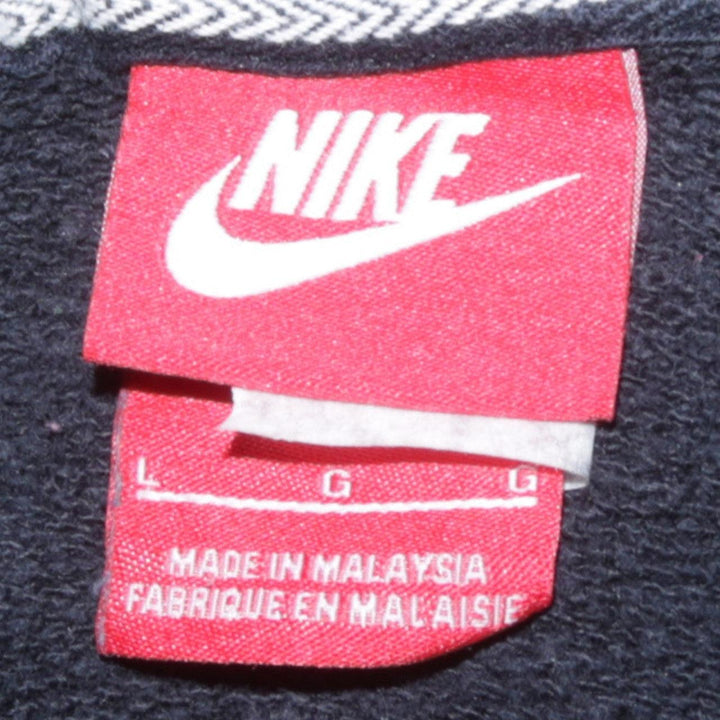 NIKE
L G G
MADE IN MALAYSIA
FABRIQUE EN MALAISIE